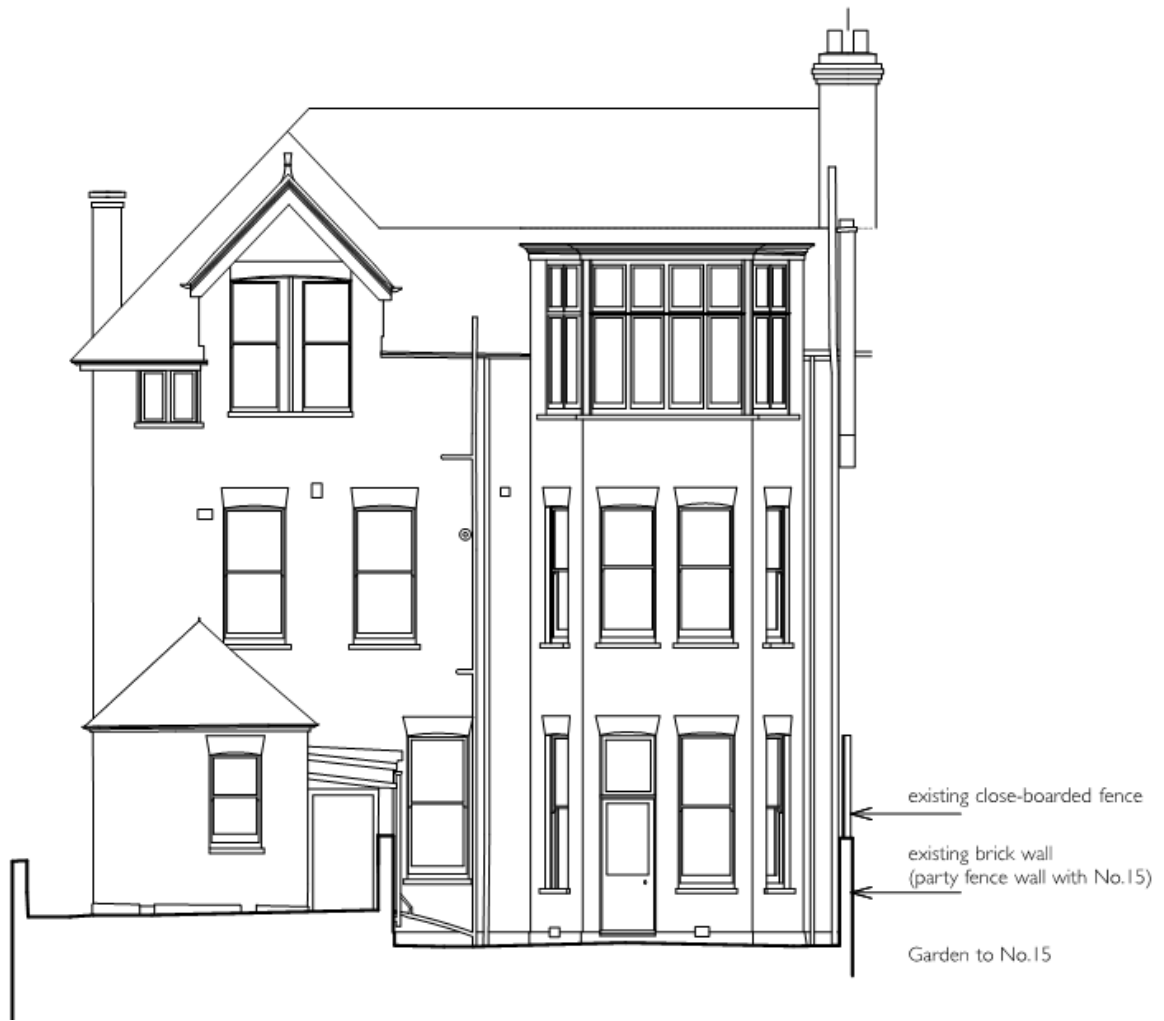 existing close-boarded fence
existing brick wall
(party fence wall with No.15)
Garden to No.15